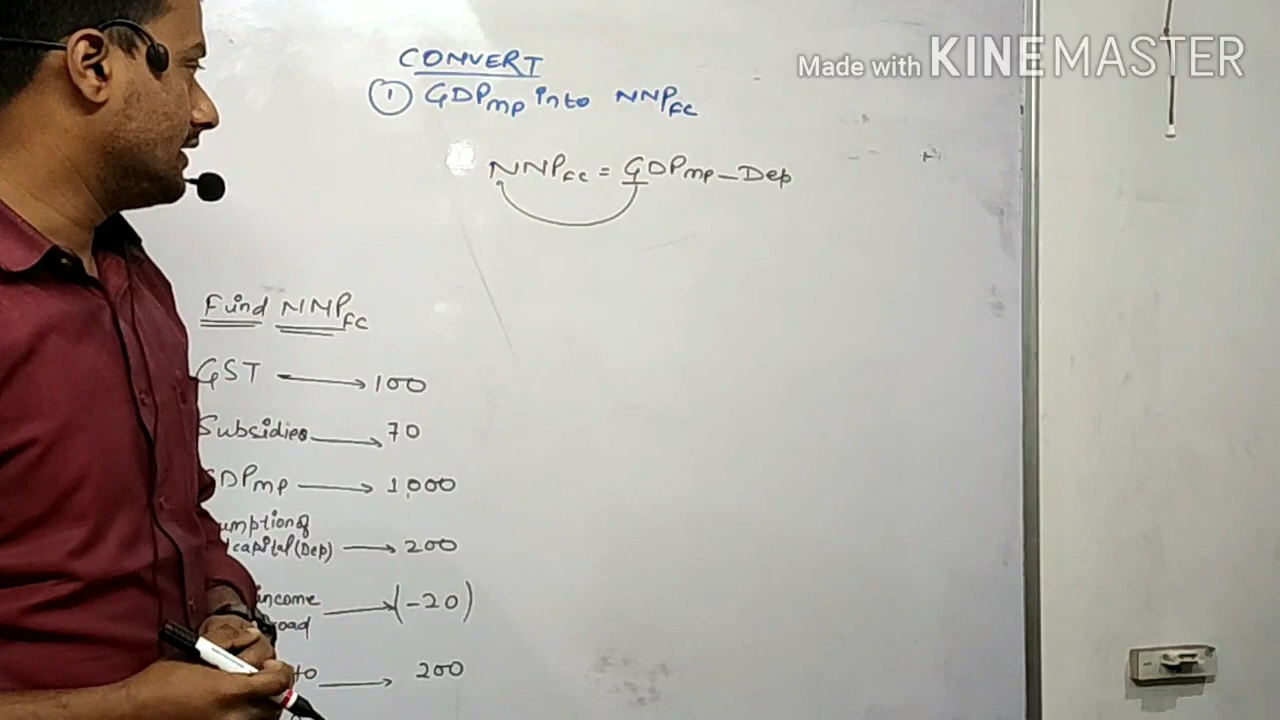 Made with KINEMASTER
CONVERT
① GDPMP into NNPFC
NNPFC = GDPMP - Dep
Find NNPFC
GST → 100
Subsidies → 70
DPMP → 1,000
umption of
capital (Dep) → 200
income
oad → (-20)
to → 200